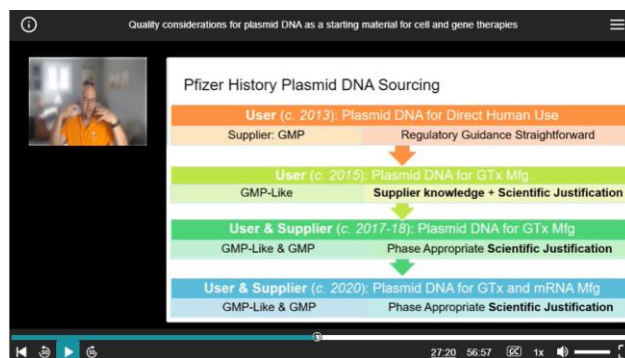 Quality considerations for plasmid DNA as a starting material for cell and gene therapies
Pfizer History Plasmid DNA Sourcing
User (c. 2013): Plasmid DNA for Direct Human Use
Supplier: GMP
Regulatory Guidance Straightforward
User (c. 2015): Plasmid DNA for GTx Mfg
GMP-Like
Supplier knowledge + Scientific Justification
User & Supplier (c. 2017-18): Plasmid DNA for GTx Mfg
GMP-Like & GMP
Phase Appropriate Scientific Justification
User & Supplier (c. 2020): Plasmid DNA for GTx and mRNA Mfg
GMP-Like & GMP
Phase Appropriate Scientific Justification
27:20 56:57 CC 1x